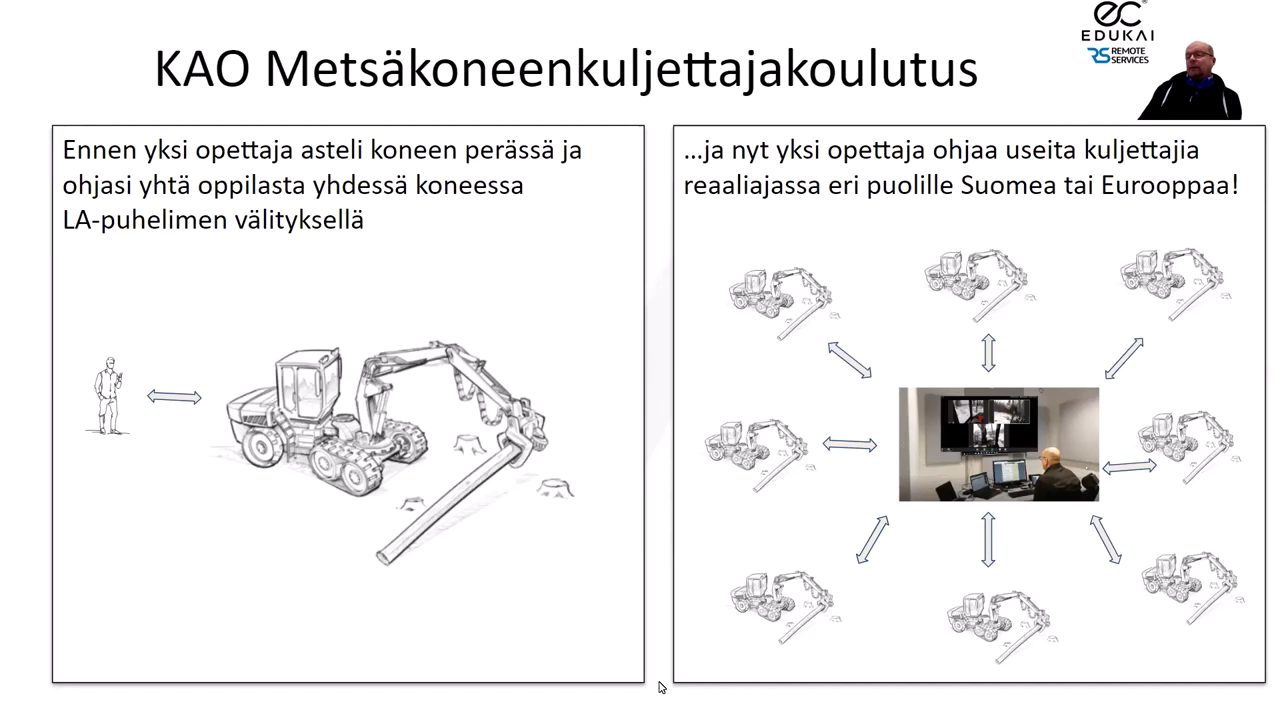 EDUKAI
RS REMOTE
SERVICES
KAO Metsäkoneenkuljettajakoulutus
Ennen yksi opettaja asteli koneen perässä ja
ohjasi yhtä oppilasta yhdessä koneessa
LA-puhelimen välityksellä
...ja nyt yksi opettaja ohjaa useita kuljettajia
reaaliajassa eri puolille Suomea tai Eurooppaa!